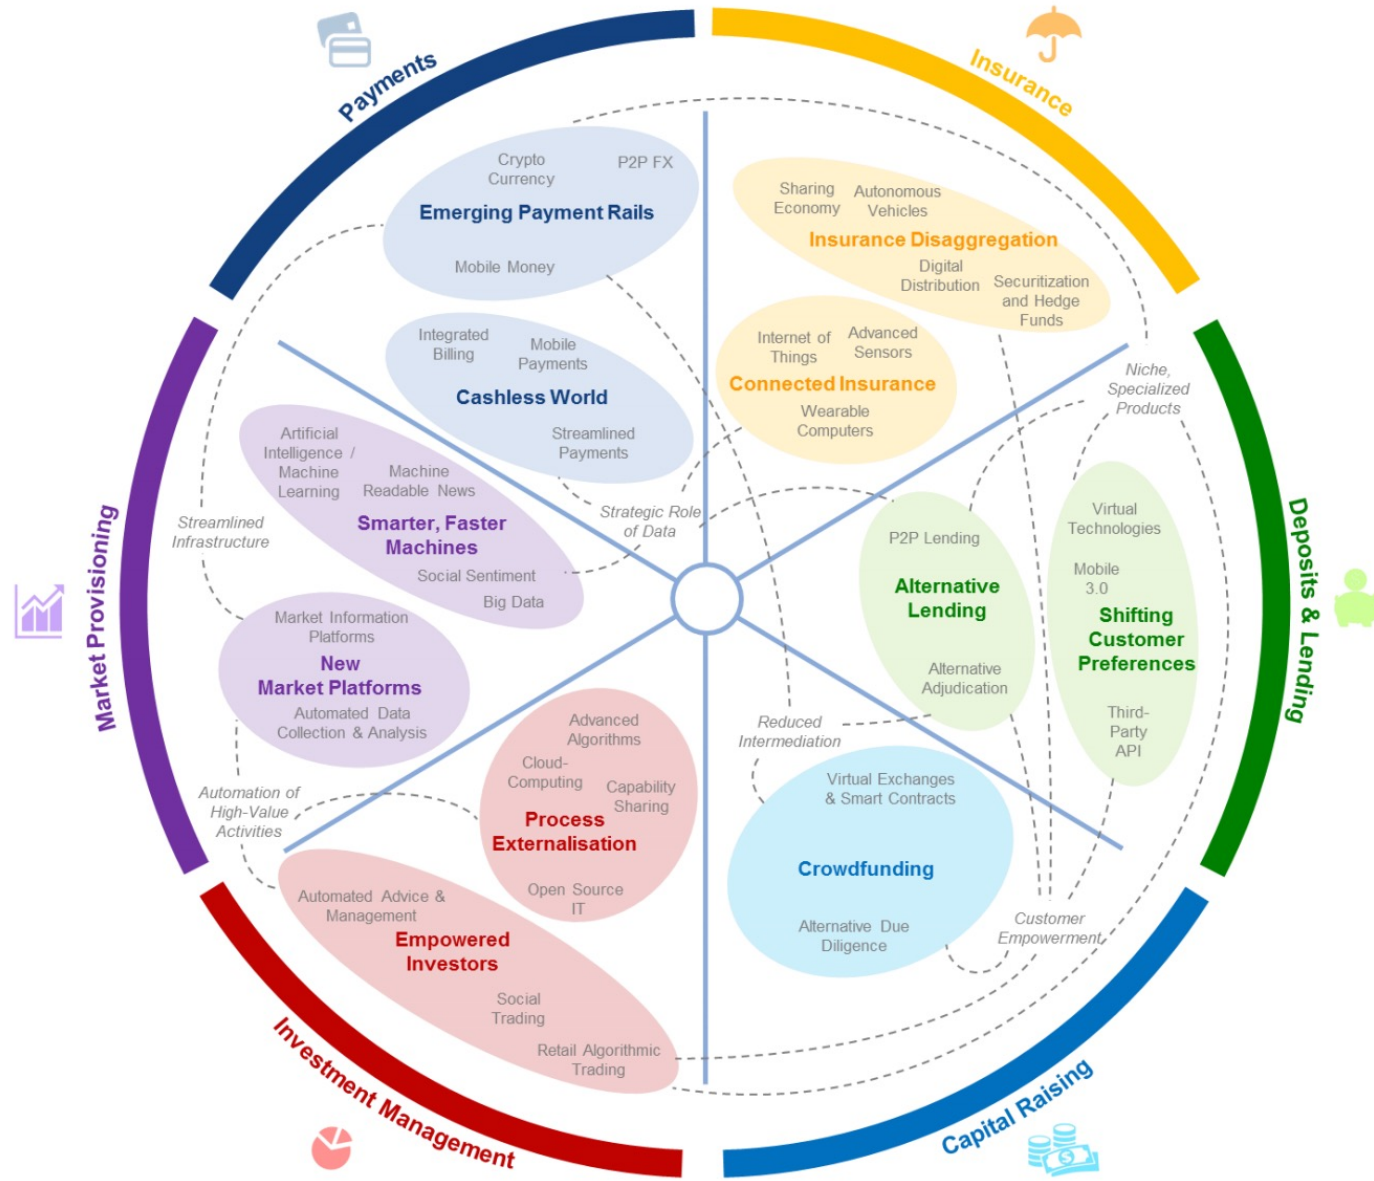 Payments
Crypto
Currency
P2P FX
Emerging Payment Rails
Mobile Money
Integrated
Billing
Mobile
Payments
Cashless World
Streamlined
Payments
Insurance
Sharing
Economy
Autonomous
Vehicles
Insurance Disaggregation
Digital
Distribution
Securitization
and Hedge
Funds
Internet of
Things
Advanced
Sensors
Connected Insurance
Wearable
Computers
Niche,
Specialized
Products
Deposits & Lending
P2P Lending
Alternative
Lending
Alternative
Adjudication
Virtual
Technologies
Mobile
3.0
Shifting
Customer
Preferences
Third-
Party
API
Capital Raising
Virtual Exchanges
& Smart Contracts
Crowdfunding
Alternative Due
Diligence
Customer
Empowerment
Reduced
Intermediation
Strategic Role
of Data
Investment Management
Advanced
Algorithms
Cloud-
Computing
Capability
Sharing
Process
Externalisation
Open Source
IT
Automated Advice &
Management
Empowered
Investors
Social
Trading
Retail Algorithmic
Trading
Market Provisioning
Artificial
Intelligence /
Machine
Learning
Machine
Readable News
Smarter, Faster
Machines
Social Sentiment
Big Data
Streamlined
Infrastructure
Market Information
Platforms
New
Market Platforms
Automated Data
Collection & Analysis
Automation of
High-Value
Activities